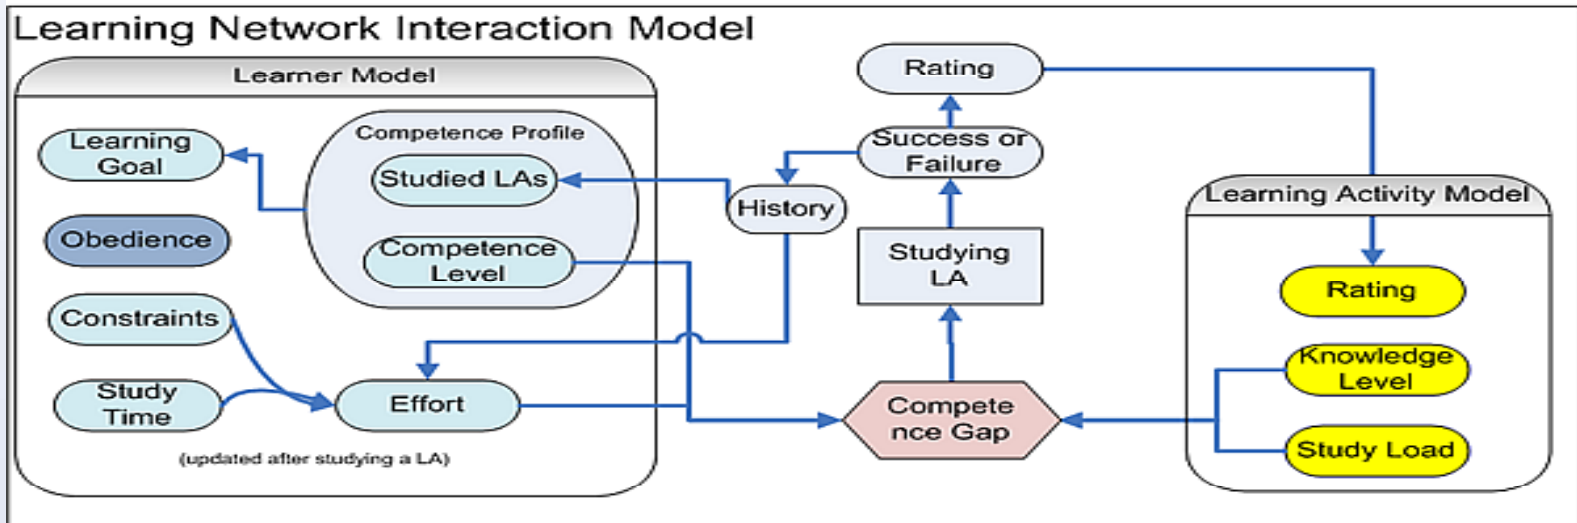 Learning Network Interaction Model
Learner Model
Learning
Goal
Obedience
Constraints
Study
Time
Competence Profile
Studied LAs
Competence
Level
Effort
(updated after studying a LA)
History
Rating
Success or
Failure
Studying
LA
Compete
nce Gap
Learning Activity Model
Rating
Knowledge
Level
Study Load